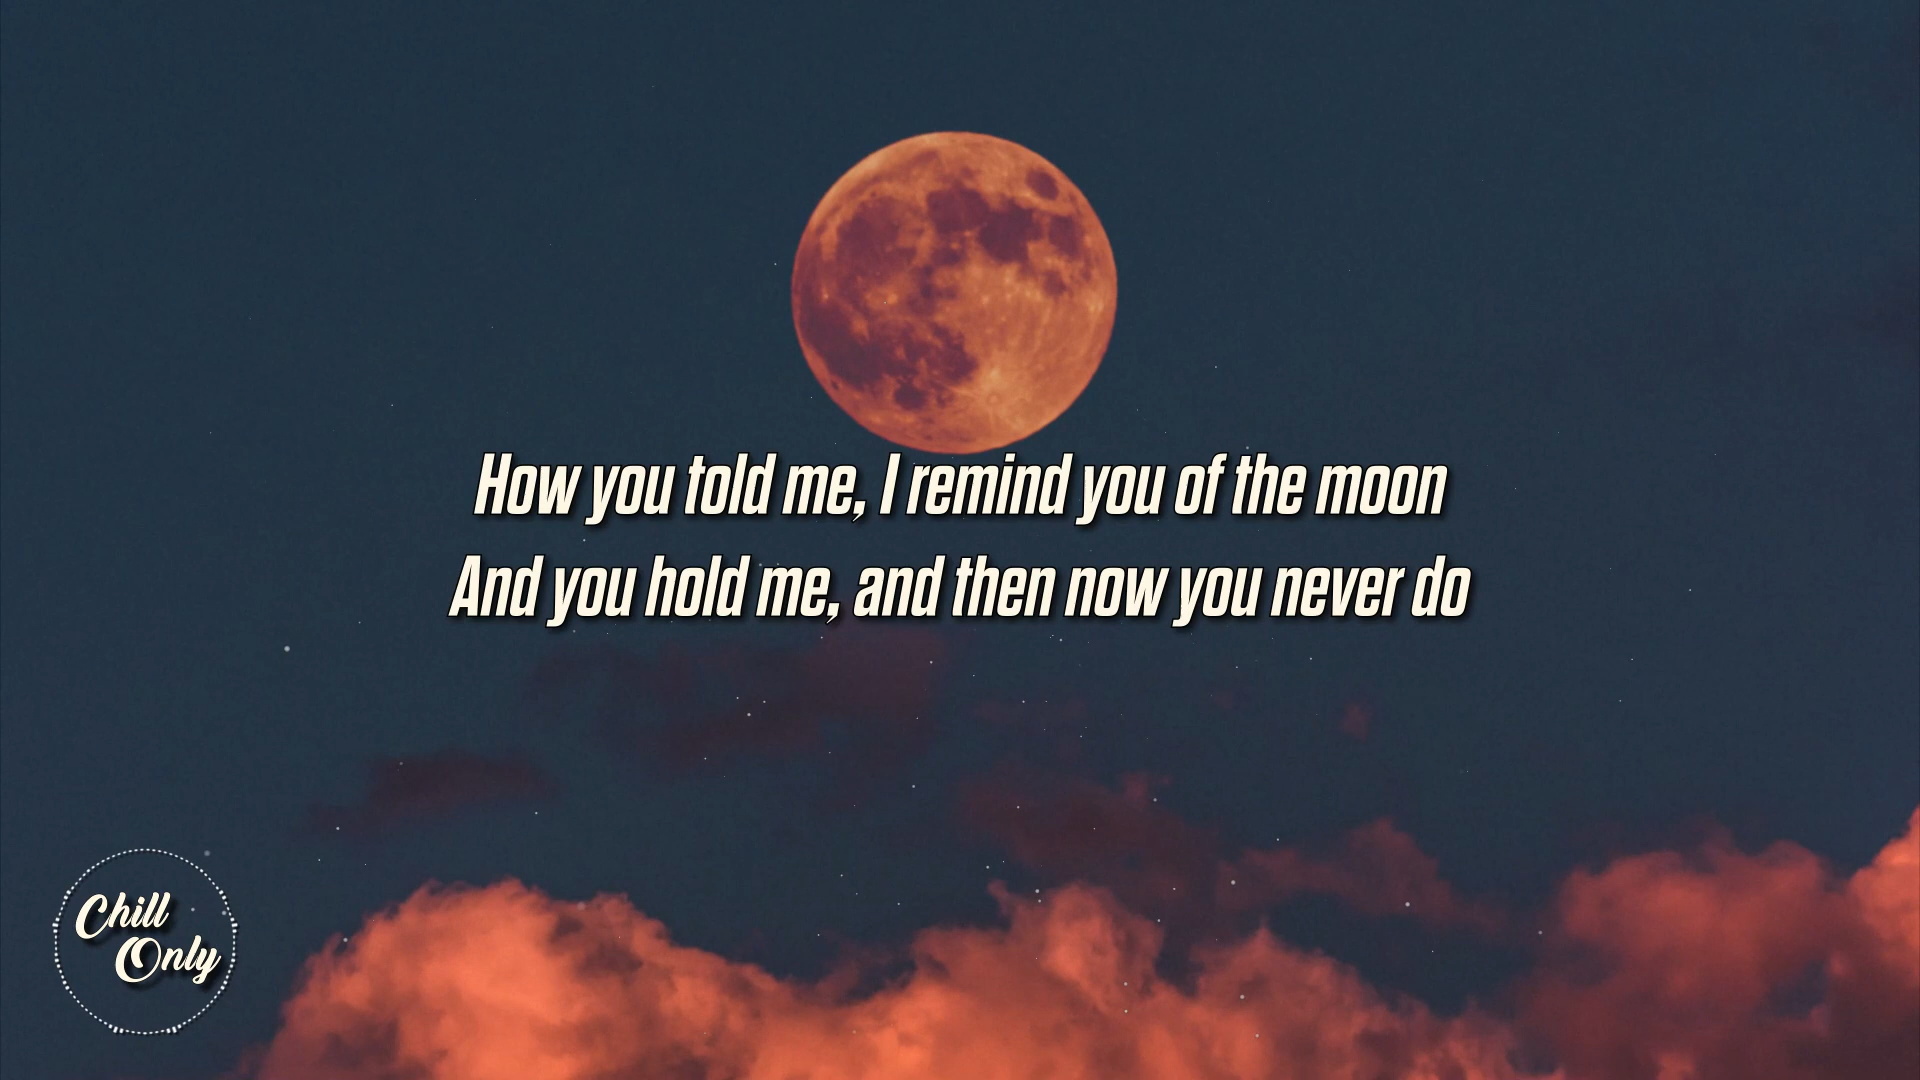 How you told me, I remind you of the moon
And you hold me, and then now you never do
Chill
Only